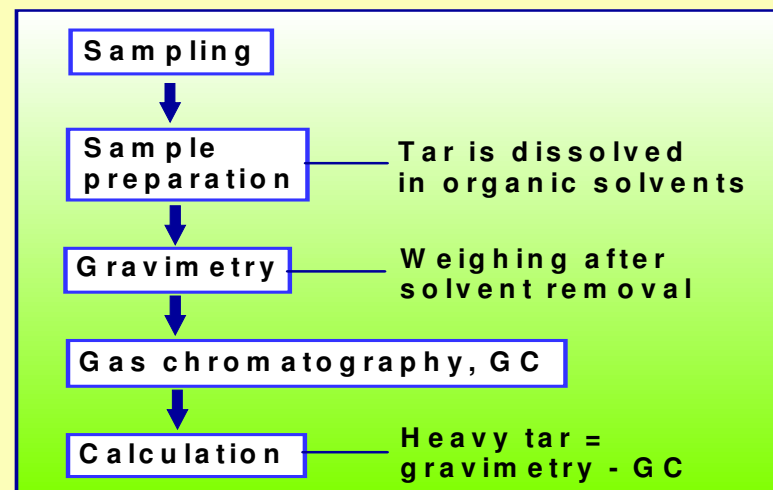 Sampling
Sample
preparation
Tar is dissolved
in organic solvents
Gravimetry
Weighing after
solvent removal
Gas chromatography, GC
Calculation
Heavy tar =
gravimetry - GC